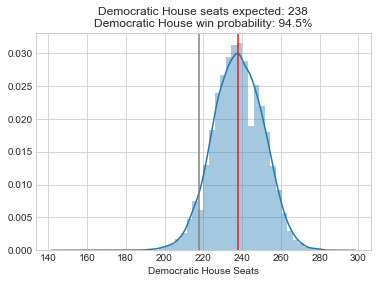 Democratic House seats expected: 238
Democratic House win probability: 94.5%
0.030
0.025
0.020
0.015
0.010
0.005
0.000
140 160 180 200 220 240 260 280 300
Democratic House Seats